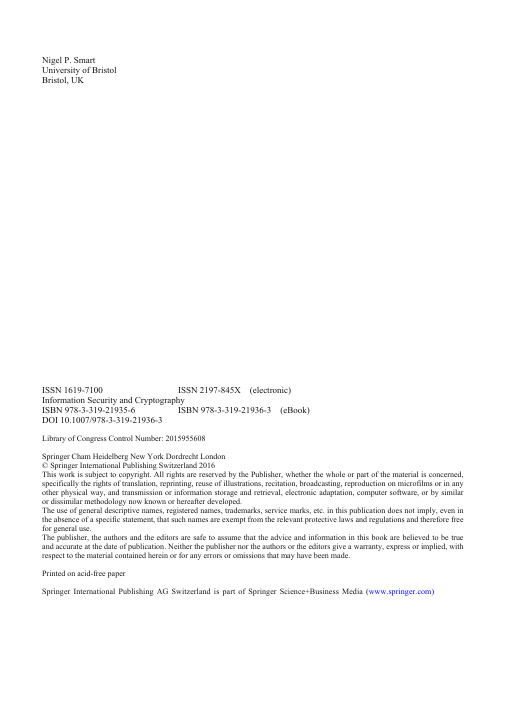 Nigel P. Smart
University of Bristol
Bristol, UK
ISSN 1619-7100 ISSN 2197-845X (electronic)
Information Security and Cryptography
ISBN 978-3-319-21935-6 ISBN 978-3-319-21936-3 (eBook)
DOI 10.1007/978-3-319-21936-3
Library of Congress Control Number: 2015955608
Springer Cham Heidelberg New York Dordrecht London
© Springer International Publishing Switzerland 2016
This work is subject to copyright. All rights are reserved by the Publisher, whether the whole or part of the material is concerned,
specifically the rights of translation, reprinting, reuse of illustrations, recitation, broadcasting, reproduction on microfilms or in any
other physical way, and transmission or information storage and retrieval, electronic adaptation, computer software, or by similar
or dissimilar methodology now known or hereafter developed.
The use of general descriptive names, registered names, trademarks, service marks, etc. in this publication does not imply, even in
the absence of a specific statement, that such names are exempt from the relevant protective laws and regulations and therefore free
for general use.
The publisher, the authors and the editors are safe to assume that the advice and information in this book are believed to be true
and accurate at the date of publication. Neither the publisher nor the authors or the editors give a warranty, express or implied, with
respect to the material contained herein or for any errors or omissions that may have been made.
Printed on acid-free paper
Springer International Publishing AG Switzerland is part of Springer Science+Business Media (www.springer.com)